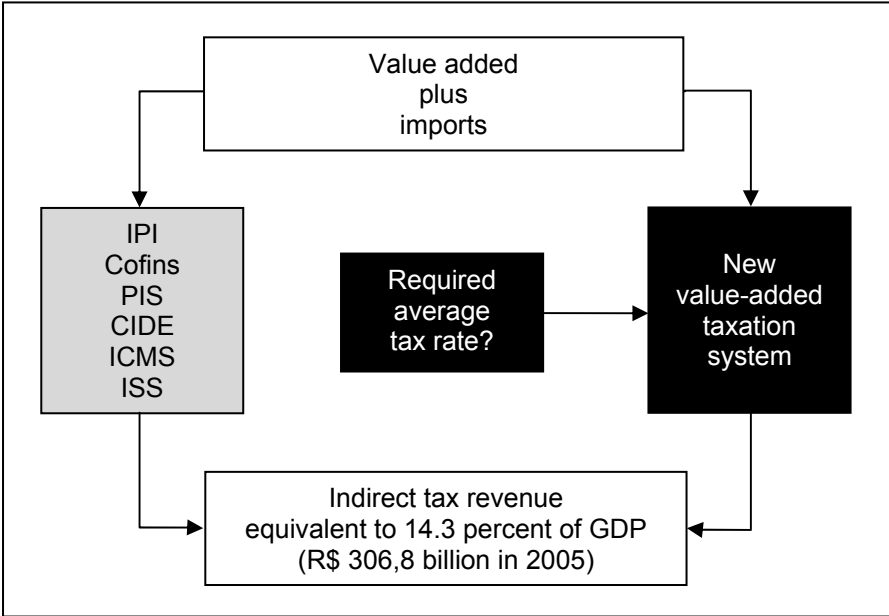 Value added
plus
imports
IPI
Cofins
PIS
CIDE
ICMS
ISS
Required
average
tax rate?
New
value-added
taxation
system
Indirect tax revenue
equivalent to 14.3 percent of GDP
(R$ 306,8 billion in 2005)